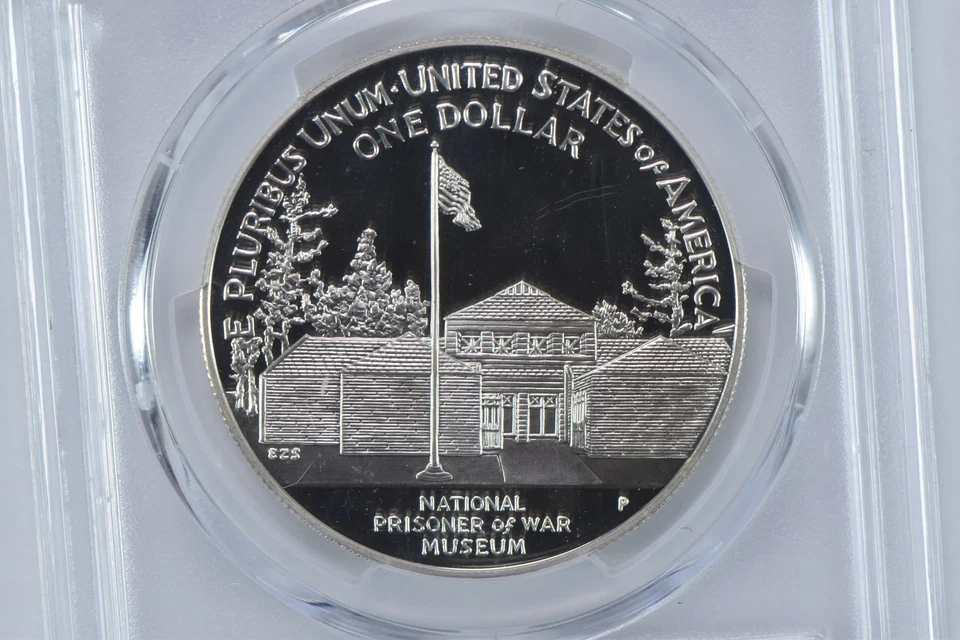 E PLURIBUS UNUM · UNITED STATES of AMERICA
ONE DOLLAR
EZS
P
NATIONAL
PRISONER of WAR
MUSEUM